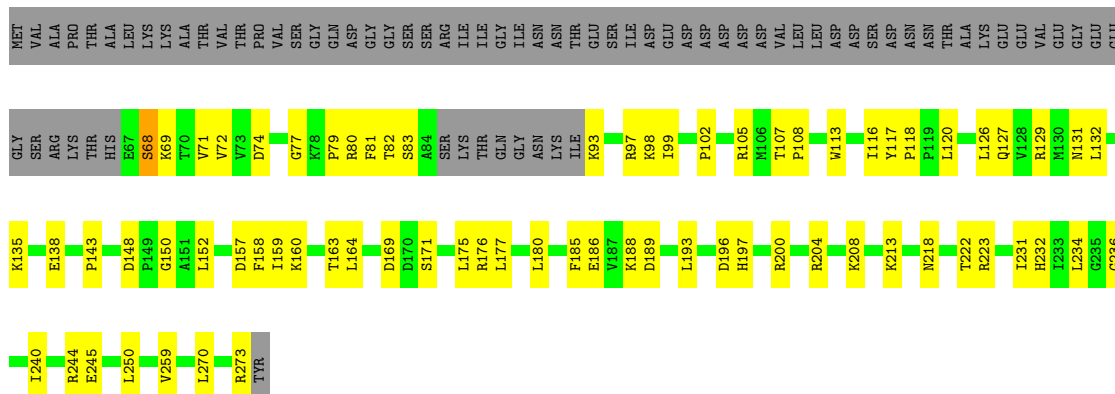 MET VAL ALA PRO THR ALA LEU LYS LYS ALA THR VAL THR PRO VAL SER GLY GLN ASP GLY GLY SER SER ARG ILE ILE GLY ILE ASN ASN THR GLU SER ILE ASP GLU ASP ASP ASP ASP VAL LEU LEU ASP ASP SER ASP ASN ASN THR ALA LYS GLU GLU VAL GLU GLY GLU GLU
GLY SER ARG LYS THR HIS E67 S68 K69 T70 V71 V72 V73 D74 G77 K78 P79 R80 F81 T82 S83 A84 SER LYS THR GLN GLY ASN LYS ILE K93 R97 K98 I99 P102 R105 M106 T107 P108 W113 I116 Y117 P118 P119 L120 L126 Q127 V128 R129 M130 N131 L132
K135 E138 P143 D148 P149 G150 A151 L152 D157 F158 I159 K160 T163 L164 D169 D170 S171 L175 R176 L177 L180 F185 E186 V187 K188 D189 L193 D196 H197 R200 R204 K208 K213 N218 T222 R223 I231 H232 I233 L234 G235
I240 R244 E245 L250 V259 L270 R273 TYR